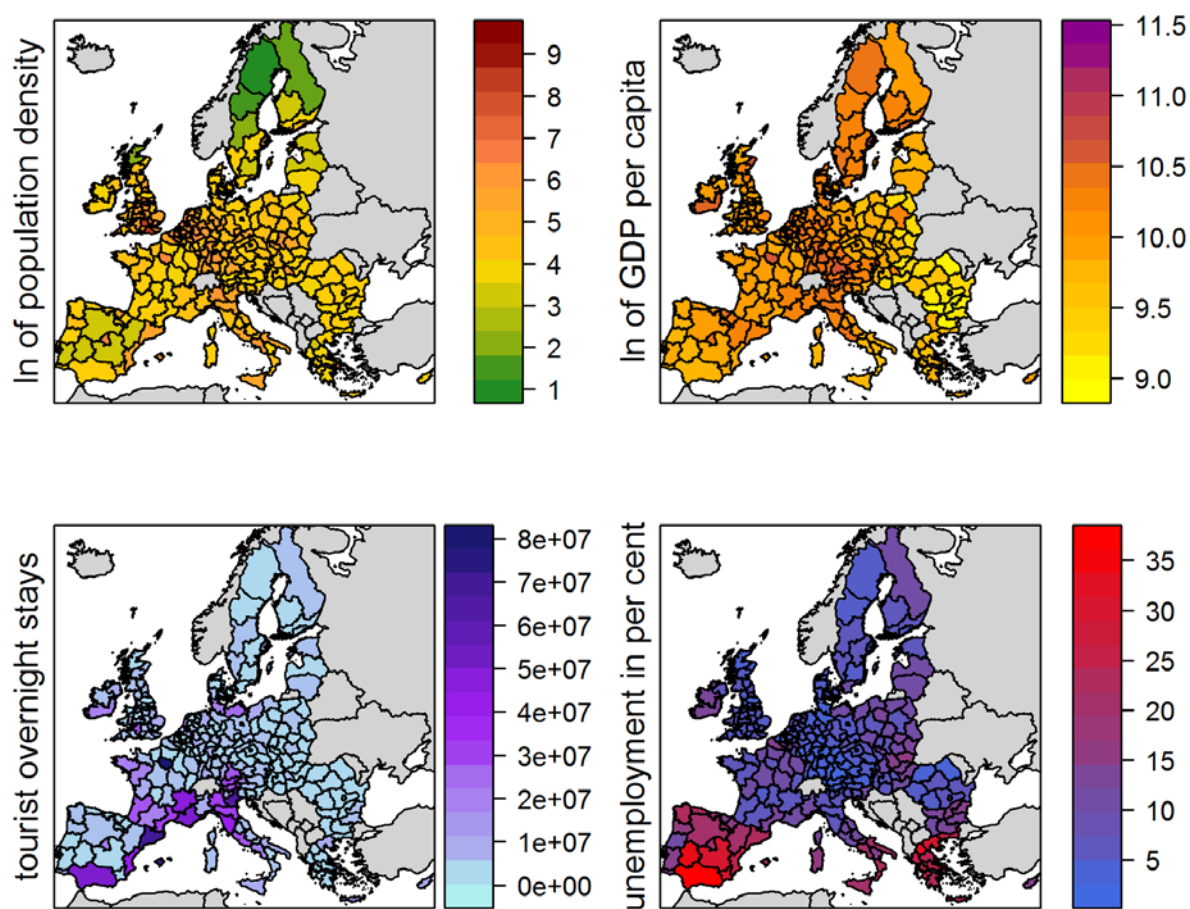 ln of population density
9
8
7
6
5
4
3
2
1
ln of GDP per capita
11.5
11.0
10.5
10.0
9.5
9.0
tourist overnight stays
8e+07
7e+07
6e+07
5e+07
4e+07
3e+07
2e+07
1e+07
0e+00
unemployment in per cent
35
30
25
20
15
10
5